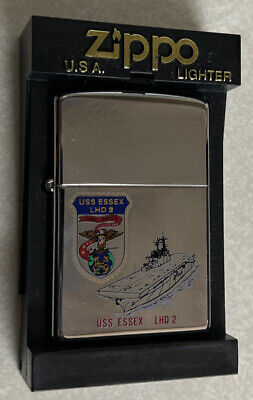 zippo
U.S.A. LIGHTER
USS ESSEX
LHD 2
USS ESSEX LHD 2